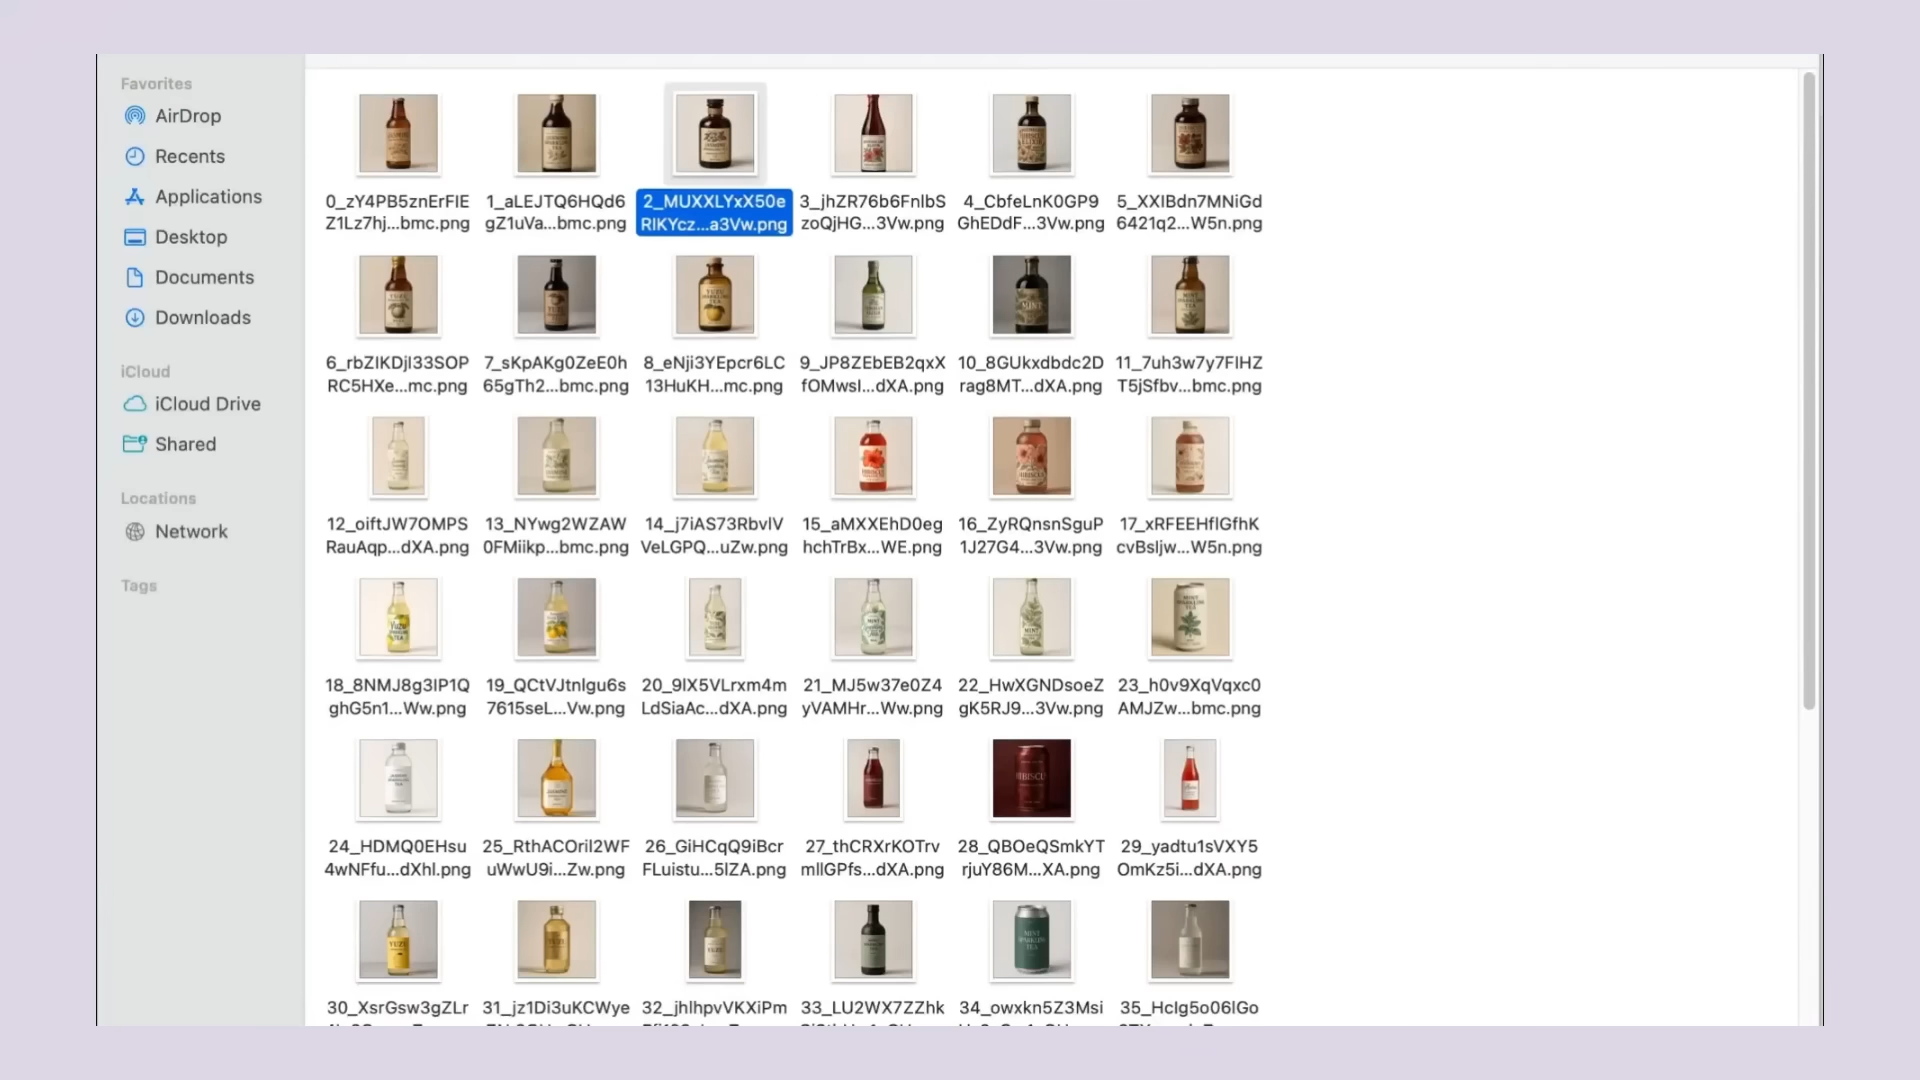 Favorites
AirDrop
Recents
Applications
Desktop
Documents
Downloads
iCloud
iCloud Drive
Shared
Locations
Network
Tags
0_zY4PB5znErFIE
Z1Lz7hj...bmc.png
1_aLEJTQ6HQd6
gZ1uVa...bmc.png
2_MUXXLYxX50e
RIKYcz...a3Vw.png
3_jhZR76b6FnlbS
zoQjHG...3Vw.png
4_CbfeLnK0GP9
GhEDdF...3Vw.png
5_XXIBdn7MNiGd
6421q2...W5n.png
6_rbZIKDjl33SOP
RC5HXe...mc.png
7_sKpAKg0ZeE0h
65gTh2...bmc.png
8_eNji3YEpcr6LC
13HuKH...mc.png
9_JP8ZEbEB2qxX
fOMwsI...dXA.png
10_8GUkxdbdc2D
rag8MT...dXA.png
11_7uh3w7y7FIHZ
T5jSfbv...bmc.png
12_oiftJW7OMPS
RauAqp...dXA.png
13_NYwg2WZAW
0FMiikp...bmc.png
14_j7iAS73RbvlV
VeLGPQ...uZw.png
15_aMXXEhD0eg
hchTrBx...WE.png
16_ZyRQnsnSguP
1J27G4...3Vw.png
17_xRFEEHflGfhK
cvBsljw...W5n.png
18_8NMJ8g3IP1Q
ghG5n1...Ww.png
19_QCtVJtnIgu6s
7615seL...Vw.png
20_9lX5VLrxm4m
LdSiaAc...dXA.png
21_MJ5w37e0Z4
yVAMHr...Ww.png
22_HwXGNDsoeZ
gK5RJ9...3Vw.png
23_h0v9XqVqxc0
AMJZw...bmc.png
24_HDMQ0EHsu
4wNFfu...dXhI.png
25_RthACOril2WF
uWwU9i...Zw.png
26_GiHCqQ9iBcr
FLuistu...5IZA.png
27_thCRXrKOTrv
mIIGPfs...dXA.png
28_QBOeQSmkYT
rjuY86M...XA.png
29_yadtu1sVXY5
OmKz5i...dXA.png
30_XsrGsw3gZLr
31_jz1Di3uKCWye
32_jhlhpvVKXiPm
33_LU2WX7ZZhk
34_owxkn5Z3Msi
35_HcIg5o06IGo